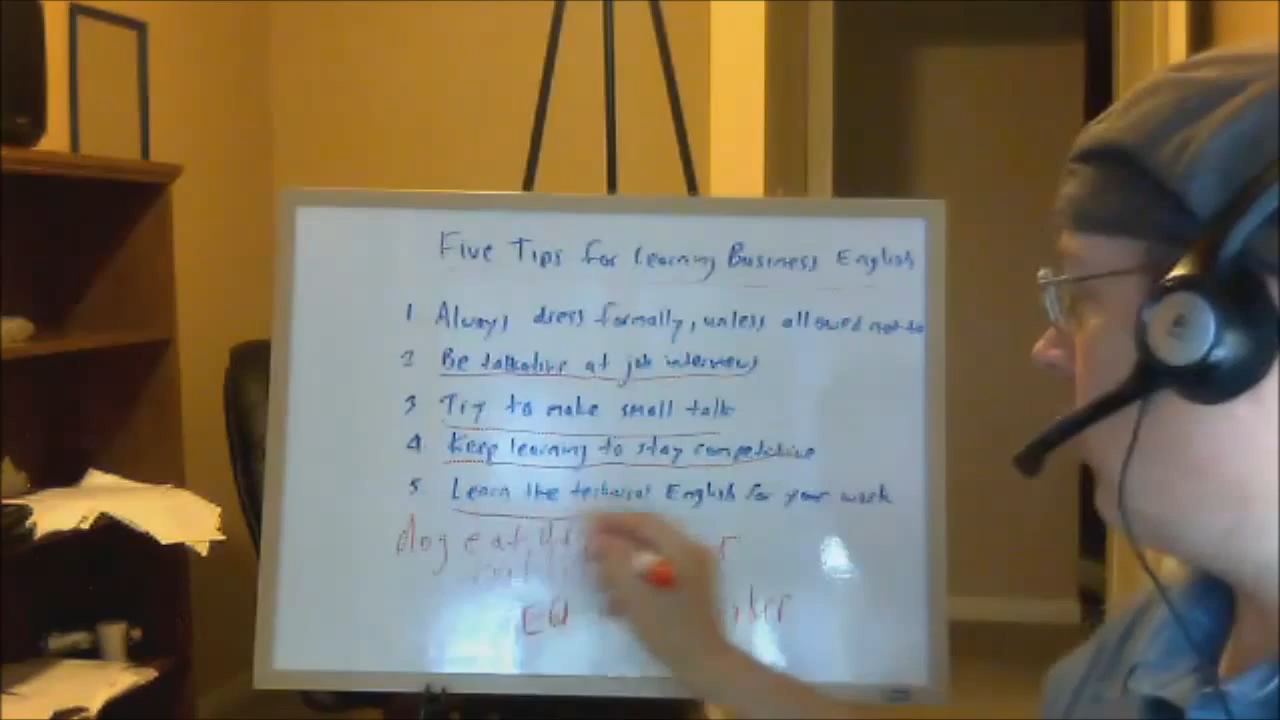 Five Tips for Learning Business English
1 Always dress formally, unless allowed not to
2 Be talkative at job interviews
3 Try to make small talk
4 Keep learning to stay competitive
5 Learn the technical English for your work
dog eat